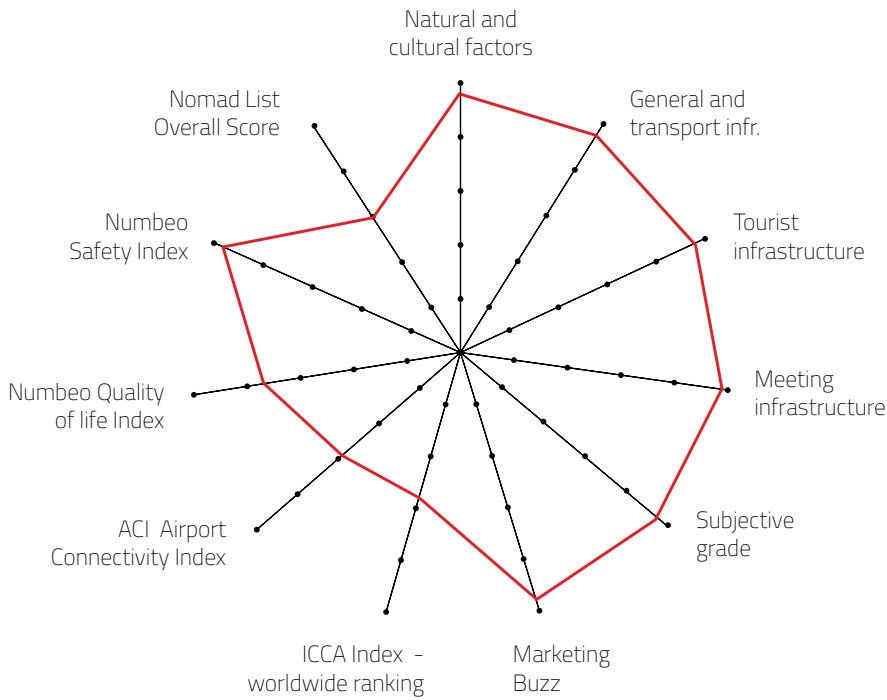 Natural and
cultural factors
General and
transport infr.
Tourist
infrastructure
Meeting
infrastructure
Subjective
grade
Marketing
Buzz
ICCA Index -
worldwide ranking
ACI Airport
Connectivity Index
Numbeo Quality
of life Index
Numbeo
Safety Index
Nomad List
Overall Score